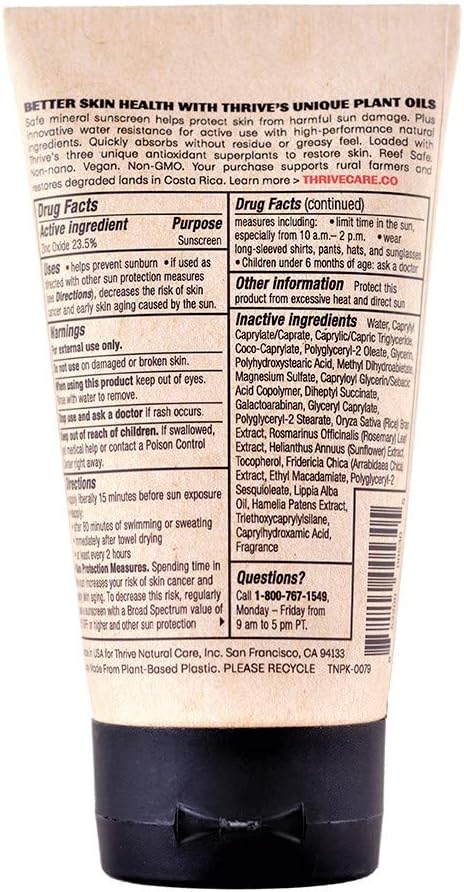 BETTER SKIN HEALTH WITH THRIVE'S UNIQUE PLANT OILS
Safe mineral sunscreen helps protect skin from harmful sun damage. Plus
innovative water resistance for active use with high-performance natural
ingredients. Quickly absorbs without residue or greasy feel. Loaded with
Thrive's three unique antioxidant superplants to restore skin. Reef Safe.
Non-nano. Vegan. Non-GMO. Your purchase supports rural farmers and
restores degraded lands in Costa Rica. Learn more > THRIVECARE.CO
Drug Facts
Active ingredient Purpose
Zinc Oxide 23.5% Sunscreen
Uses • helps prevent sunburn • if used as
directed with other sun protection measures
(see Directions), decreases the risk of skin
cancer and early skin aging caused by the sun.
Warnings
For external use only.
Do not use on damaged or broken skin.
When using this product keep out of eyes.
Rinse with water to remove.
Stop use and ask a doctor if rash occurs.
Keep out of reach of children. If swallowed,
get medical help or contact a Poison Control
Center right away.
Directions
apply liberally 15 minutes before sun exposure
reapply:
after 80 minutes of swimming or sweating
immediately after towel drying
at least every 2 hours
Sun Protection Measures. Spending time in
sun increases your risk of skin cancer and
skin aging. To decrease this risk, regularly
use a sunscreen with a Broad Spectrum value of
or higher and other sun protection
Drug Facts (continued)
measures including: • limit time in the sun,
especially from 10 a.m.– 2 p.m. • wear
long-sleeved shirts, pants, hats, and sunglasses
• Children under 6 months of age: ask a doctor
Other information Protect this
product from excessive heat and direct sun
Inactive ingredients Water, Caprylyl
Caprylate/Caprate, Caprylic/Capric Triglyceride,
Coco-Caprylate, Polyglyceryl-2 Oleate, Glycerin,
Polyhydroxystearic Acid, Methyl Dihydroabietate,
Magnesium Sulfate, Capryloyl Glycerin/Sebacic
Acid Copolymer, Diheptyl Succinate,
Galactoarabinan, Glyceryl Caprylate,
Polyglyceryl-2 Stearate, Oryza Sativa (Rice) Bran
Extract, Rosmarinus Officinalis (Rosemary) Leaf
Extract, Helianthus Annuus (Sunflower) Extract,
Tocopherol, Fridericia Chica (Arrabidaea Chica)
Extract, Ethyl Macadamiate, Polyglyceryl-2
Sesquioleate, Lippia Alba
Oil, Hamelia Patens Extract,
Triethoxycaprylylsilane,
Caprylhydroxamic Acid,
Fragrance
Questions?
Call 1-800-767-1549,
Monday – Friday from
9 am to 5 pm PT.
Made in USA for Thrive Natural Care, Inc. San Francisco, CA 94133
Made From Plant-Based Plastic. PLEASE RECYCLE TNPK-0079